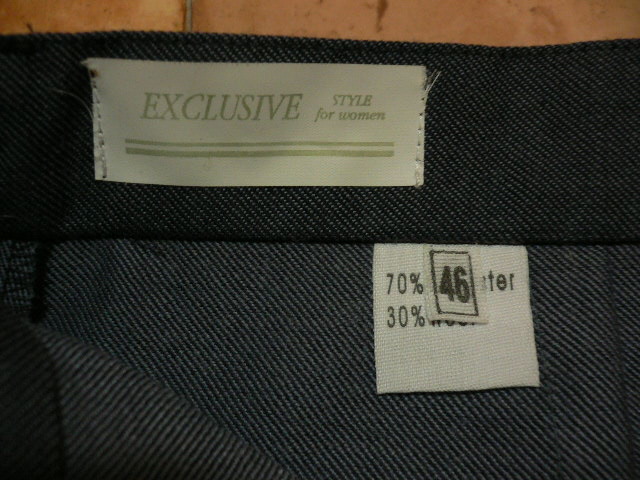 EXCLUSIVE STYLE
for women
46
70%
30%